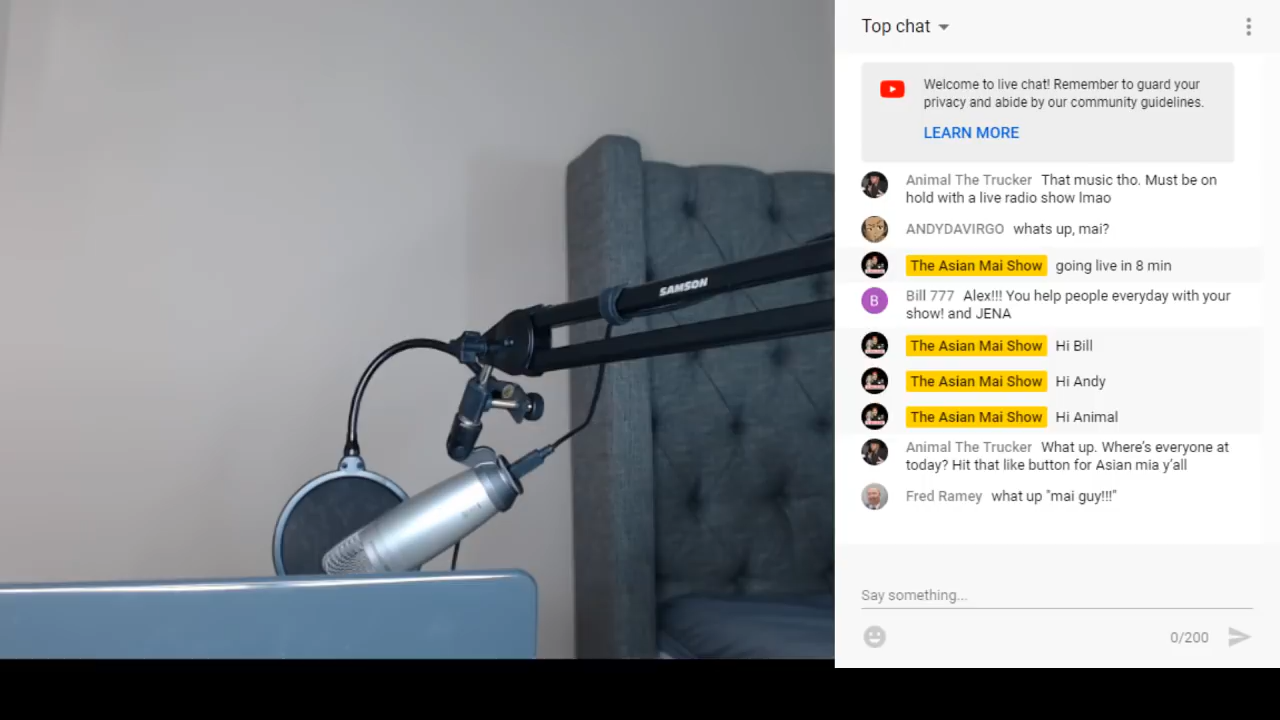 SAMSON
Top chat
Welcome to live chat! Remember to guard your
privacy and abide by our community guidelines.
LEARN MORE
Animal The Trucker That music tho. Must be on
hold with a live radio show lmao
ANDYDAVIRGO whats up, mai?
The Asian Mai Show going live in 8 min
B
Bill 777 Alex!!! You help people everyday with your
show! and JENA
The Asian Mai Show Hi Bill
The Asian Mai Show Hi Andy
The Asian Mai Show Hi Animal
Animal The Trucker What up. Where's everyone at
today? Hit that like button for Asian mia y'all
Fred Ramey what up "mai guy!!!"
Say something...
0/200